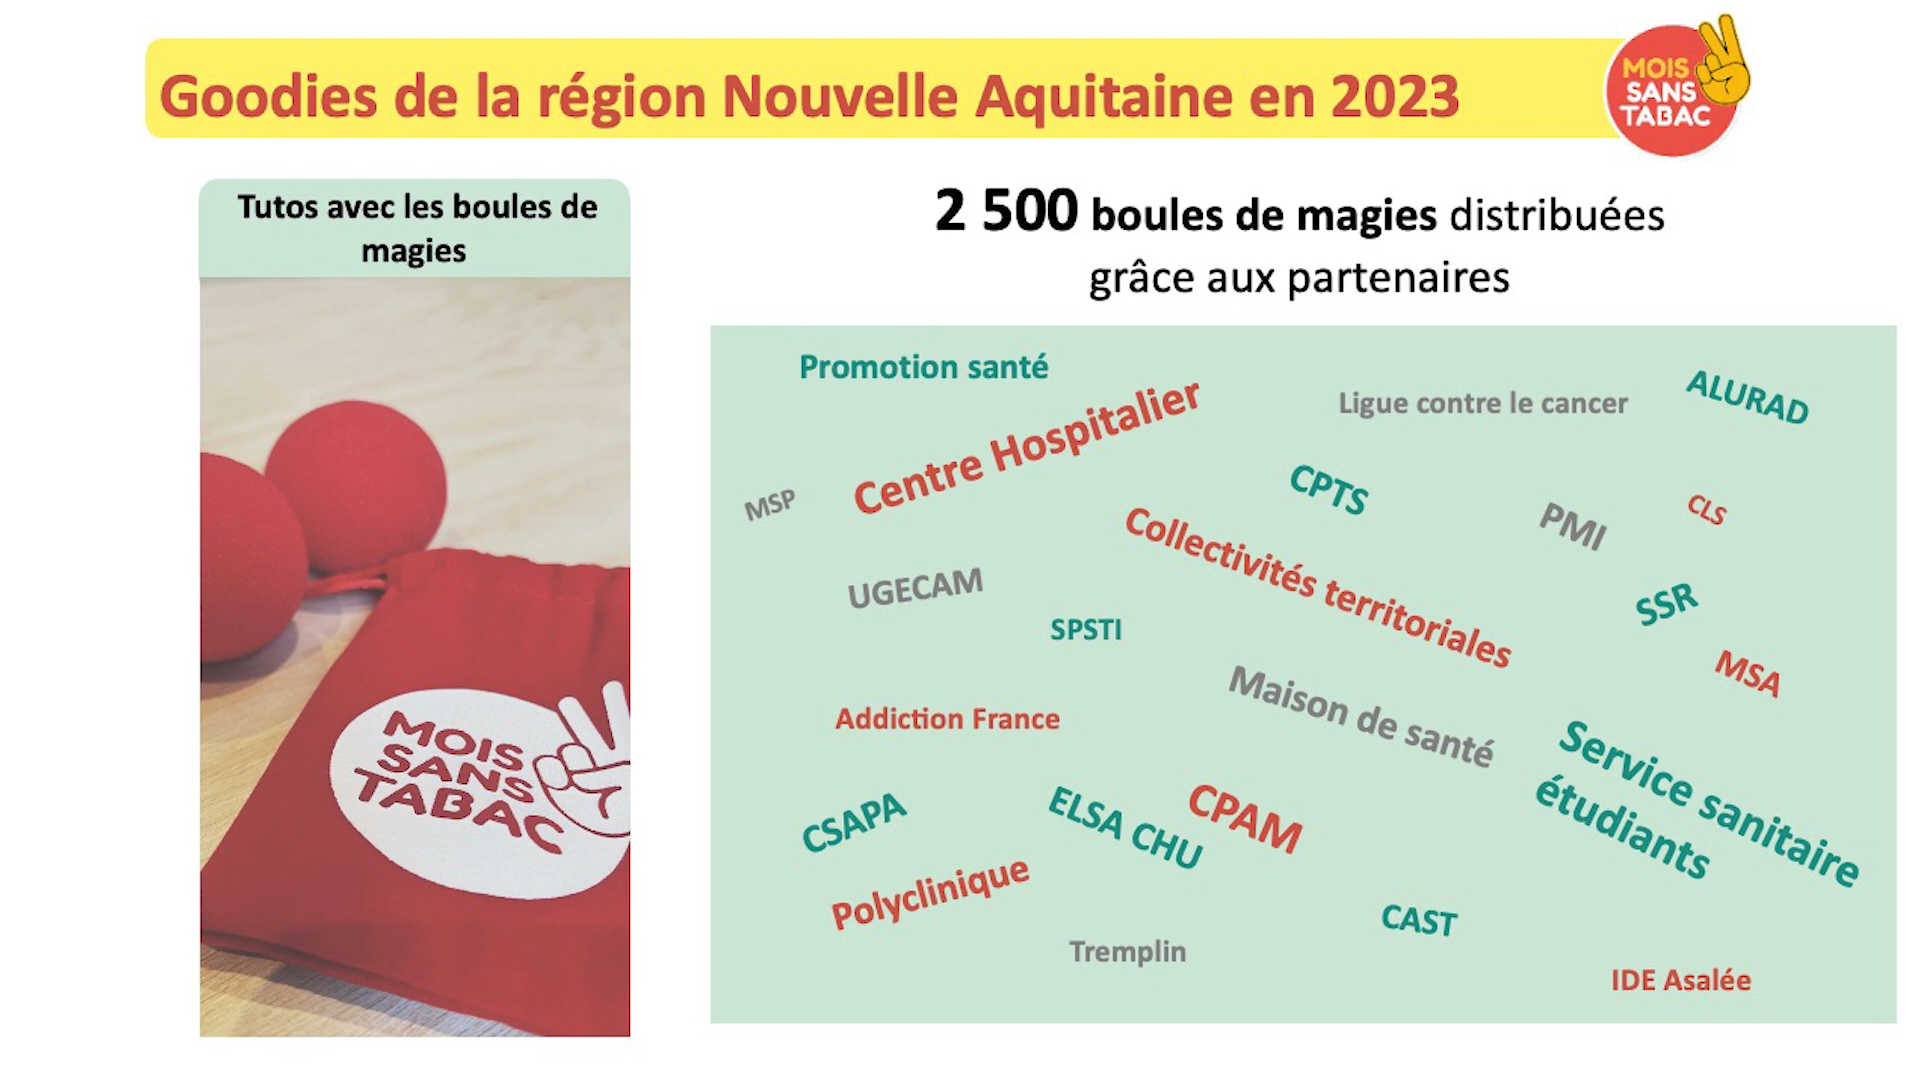 Goodies de la région Nouvelle Aquitaine en 2023
MOIS
SANS
TABAC
Tutos avec les boules de
magies
MOIS
SANS
TABAC
2 500 boules de magies distribuées
grâce aux partenaires
Promotion santé
Centre Hospitalier
Ligue contre le cancer
ALURAD
MSP
CPTS
PMI
CLS
Collectivités territoriales
UGECAM
SPSTI
SSR
MSA
Addiction France
Maison de santé
Service sanitaire
étudiants
CSAPA
ELSA CHU
CPAM
Polyclinique
CAST
Tremplin
IDE Asalée